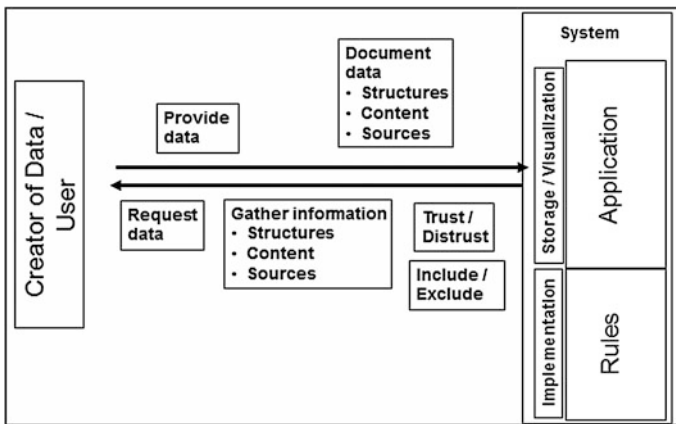 Creator of Data /
User
Provide
data
Document
data
• Structures
• Content
• Sources
Request
data
Gather information
• Structures
• Content
• Sources
Trust /
Distrust
Include /
Exclude
System
Storage / Visualization
Application
Implementation
Rules